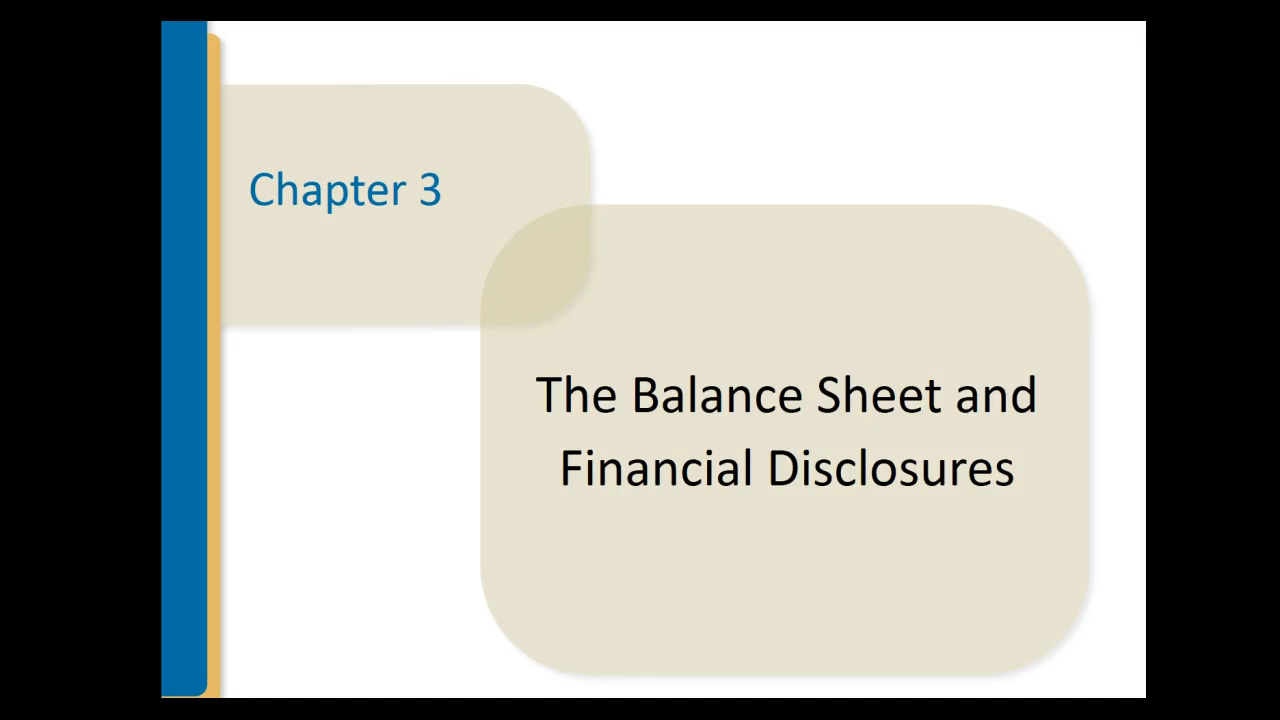 Chapter 3
The Balance Sheet and
Financial Disclosures